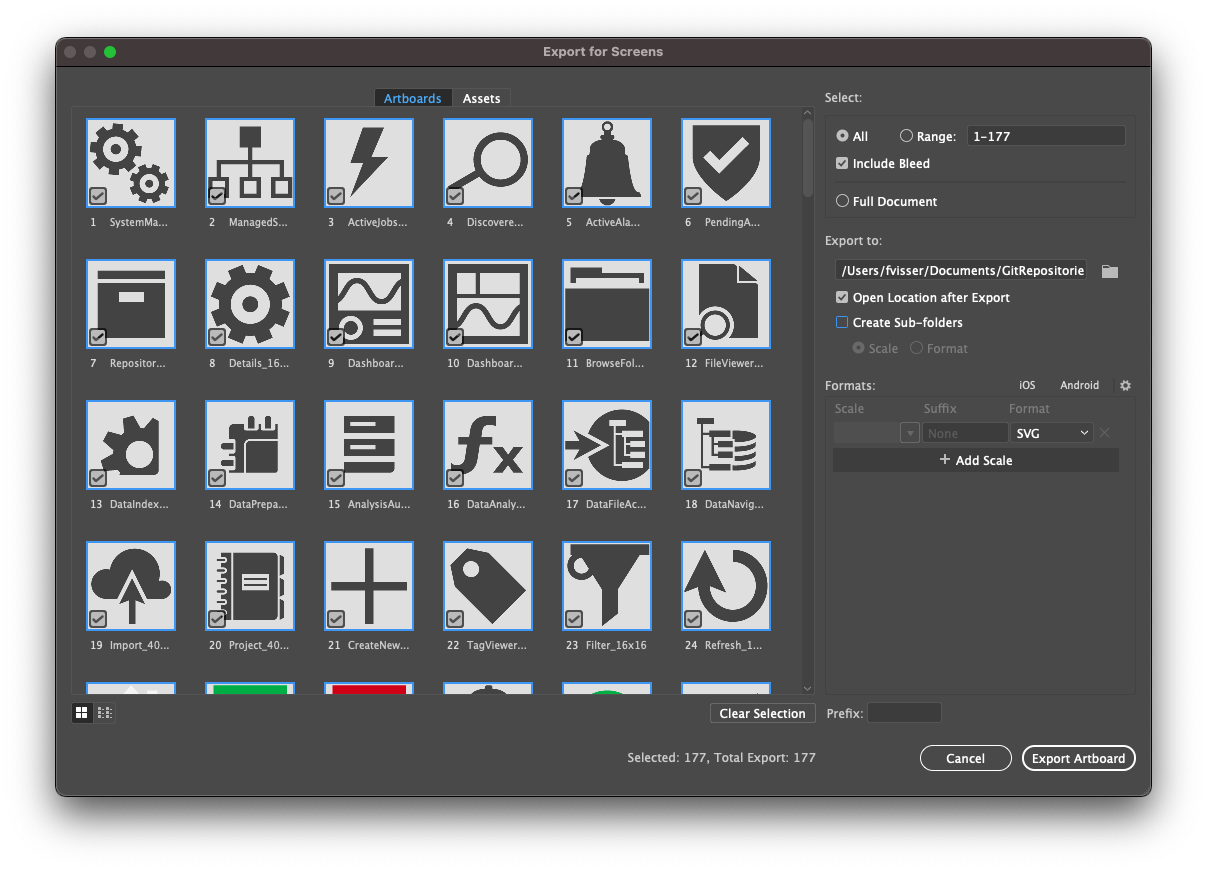 Export for Screens
Artboards Assets
1 SystemMa...
2 ManagedS...
3 ActiveJobs...
4 Discovere...
5 ActiveAla...
6 PendingA...
7 Repositor...
8 Details_16...
9 Dashboar...
10 Dashboar...
11 BrowseFol...
12 FileViewer...
13 DataIndex...
14 DataPrepa...
15 AnalysisAu...
16 DataAnaly...
17 DataFileAc...
18 DataNavig...
19 Import_40...
20 Project_40...
21 CreateNew...
22 TagViewer...
23 Filter_16x16
24 Refresh_1...
fx
Clear Selection
Selected: 177, Total Export: 177
Select:
All Range: 1-177
Include Bleed
Full Document
Export to:
/Users/fvisser/Documents/GitRepositorie
Open Location after Export
Create Sub-folders
Scale Format
Formats: iOS Android
Scale Suffix Format
None SVG
+ Add Scale
Prefix:
Cancel Export Artboard